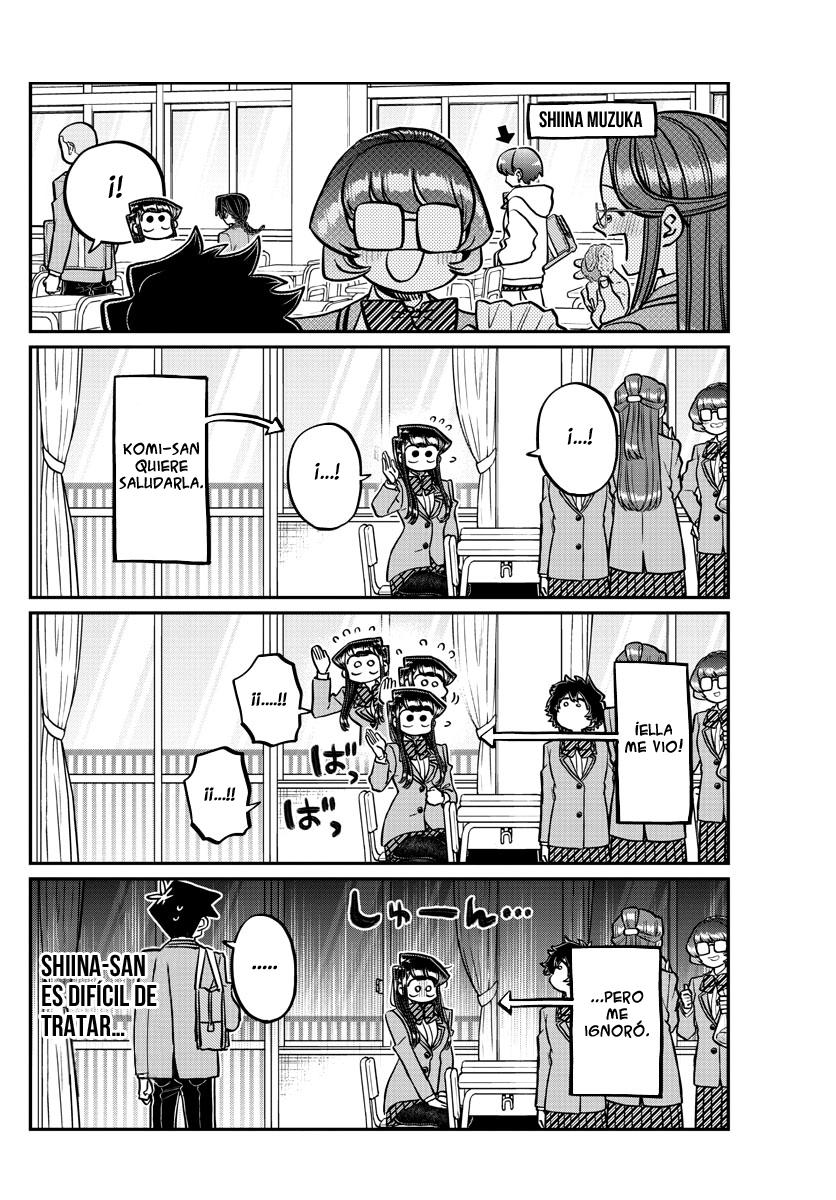 SHIINA MUZUKA
¡!
¡...!
¡...!
KOMI-SAN
QUIERE
SALUDARLA.
¡¡....!!
¡ELLA
ME VIO!
¡¡...!!
ばっ
ばっ
しゅーん…
.....
SHIINA-SAN
ES DIFÍCIL DE
TRATAR...
...PERO
ME
IGNORÓ.